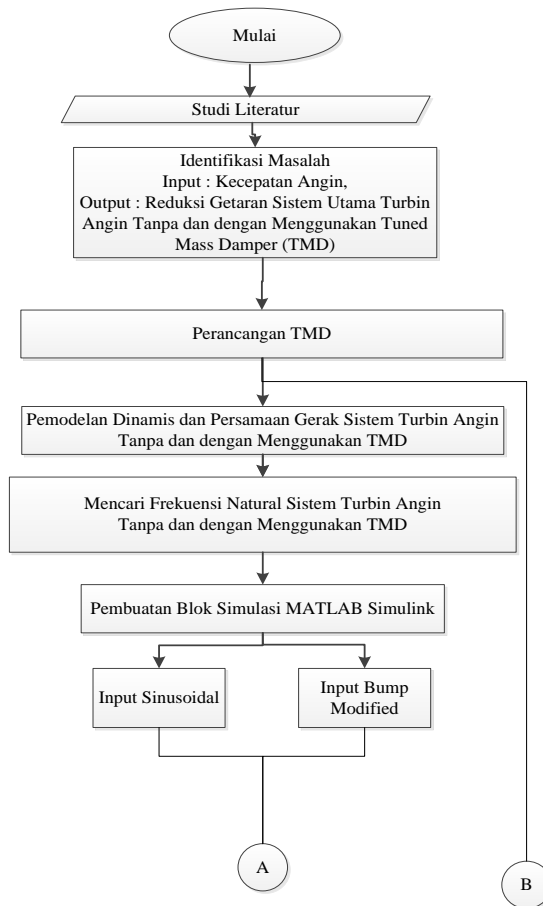 Mulai
Studi Literatur
Identifikasi Masalah
Input : Kecepatan Angin,
Output : Reduksi Getaran Sistem Utama Turbin
Angin Tanpa dan dengan Menggunakan Tuned
Mass Damper (TMD)
Perancangan TMD
Pemodelan Dinamis dan Persamaan Gerak Sistem Turbin Angin
Tanpa dan dengan Menggunakan TMD
Mencari Frekuensi Natural Sistem Turbin Angin
Tanpa dan dengan Menggunakan TMD
Pembuatan Blok Simulasi MATLAB Simulink
Input Sinusoidal
Input Bump
Modified
A
B